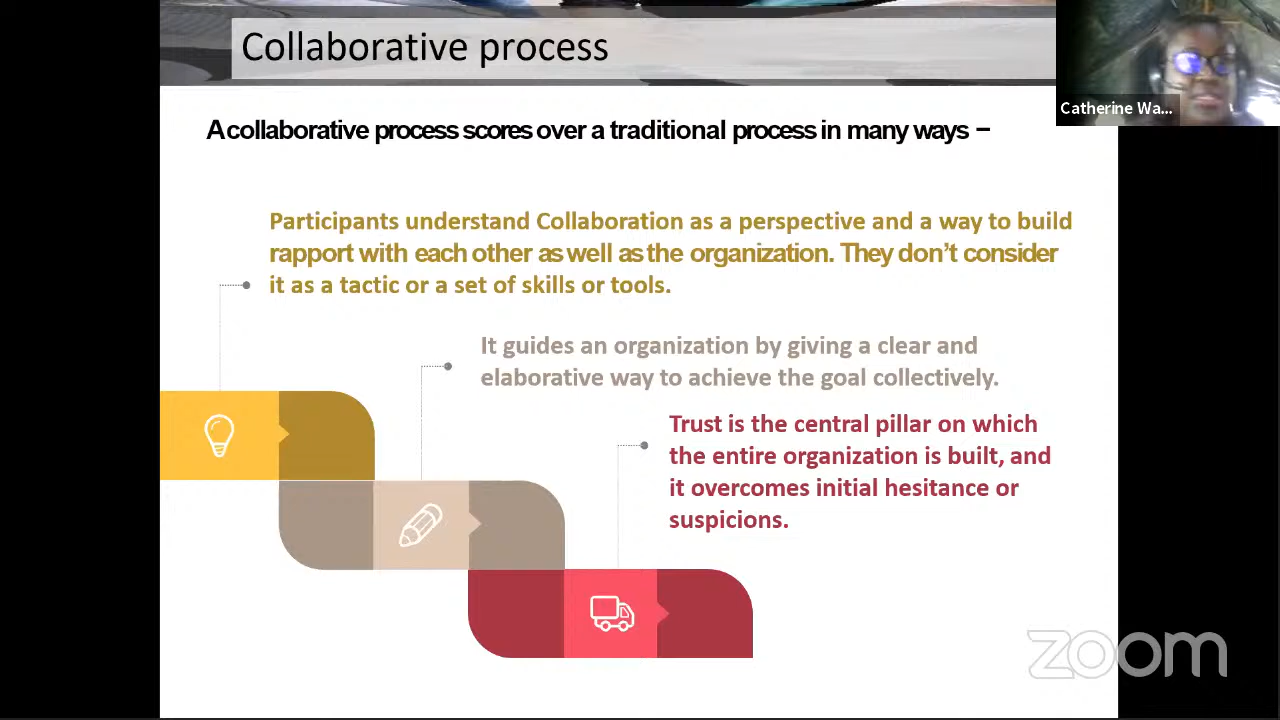 Collaborative process
Catherine Wa...
A collaborative process scores over a traditional process in many ways –
Participants understand Collaboration as a perspective and a way to build
rapport with each other as well as the organization. They don't consider
it as a tactic or a set of skills or tools.
It guides an organization by giving a clear and
elaborative way to achieve the goal collectively.
Trust is the central pillar on which
the entire organization is built, and
it overcomes initial hesitance or
suspicions.
zoom